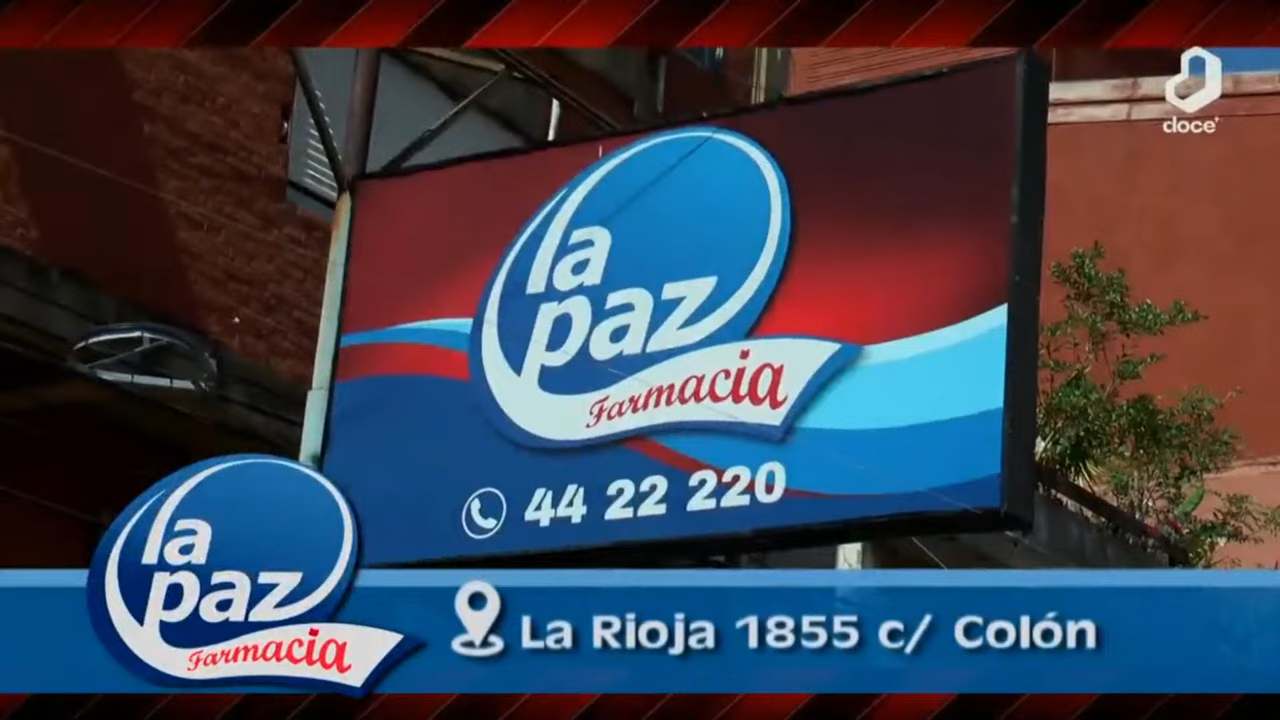 doce+
la
paz
Farmacia
44 22 220
la
paz
Farmacia
La Rioja 1855 c/ Colón